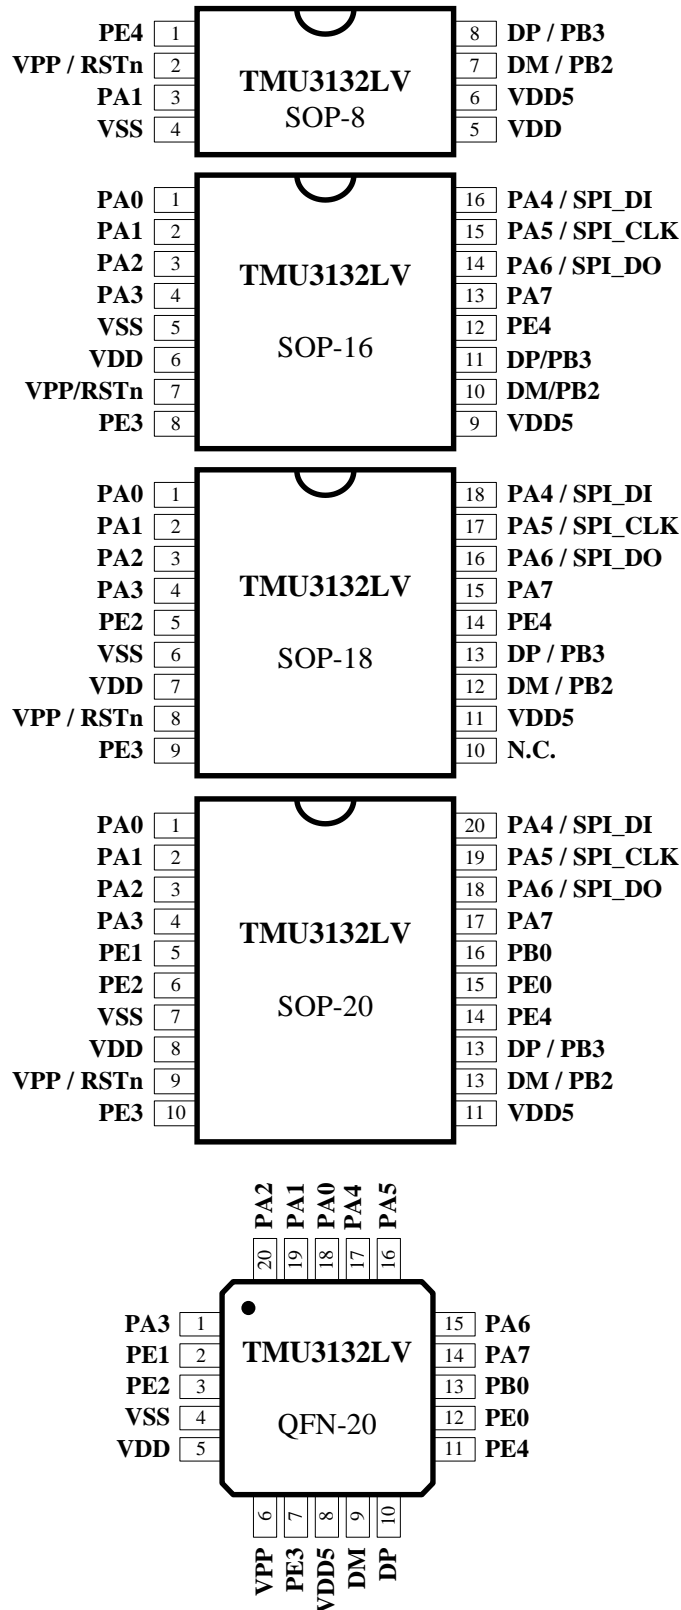 PE4 1 8 DP / PB3
VPP / RSTn 2 7 DM / PB2
TMU3132LV
PA1 3 6 VDD5
SOP-8
VSS 4 5 VDD
PA0 1 16 PA4 / SPI_DI
PA1 2 15 PA5 / SPI_CLK
PA2 3 14 PA6 / SPI_DO
TMU3132LV
PA3 4 13 PA7
VSS 5 12 PE4
SOP-16
VDD 6 11 DP/PB3
VPP/RSTn 7 10 DM/PB2
PE3 8 9 VDD5
PA0 1 18 PA4 / SPI_DI
PA1 2 17 PA5 / SPI_CLK
PA2 3 16 PA6 / SPI_DO
TMU3132LV
PA3 4 15 PA7
PE2 5 14 PE4
VSS 6 13 DP / PB3
SOP-18
VDD 7 12 DM / PB2
VPP / RSTn 8 11 VDD5
PE3 9 10 N.C.
PA0 1 20 PA4 / SPI_DI
PA1 2 19 PA5 / SPI_CLK
PA2 3 18 PA6 / SPI_DO
PA3 4 17 PA7
TMU3132LV
PE1 5 16 PB0
PE2 6 15 PE0
SOP-20
VSS 7 14 PE4
VDD 8 13 DP / PB3
VPP / RSTn 9 13 DM / PB2
PE3 10 11 VDD5
PA2 PA1 PA0 PA4 PA5
20 19 18 17 16
PA3 1 15 PA6
TMU3132LV
PE1 2 14 PA7
PE2 3 13 PB0
VSS 4 12 PE0
QFN-20
VDD 5 11 PE4
6 7 8 9 10
VPP PE3 VDD5 DM DP